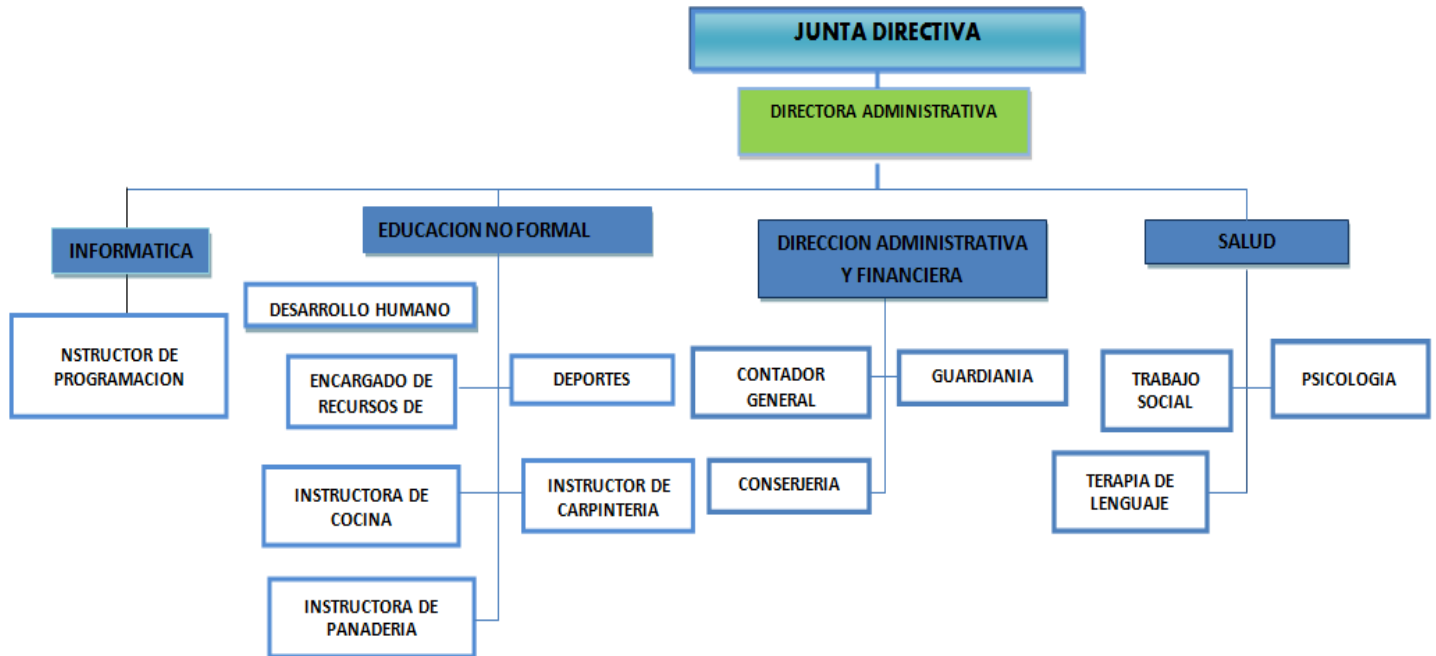 JUNTA DIRECTIVA
DIRECTORA ADMINISTRATIVA
INFORMATICA
EDUCACION NO FORMAL
DIRECCION ADMINISTRATIVA
Y FINANCIERA
SALUD
NSTRUCTOR DE
PROGRAMACION
DESARROLLO HUMANO
ENCARGADO DE
RECURSOS DE
DEPORTES
INSTRUCTORA DE
COCINA
INSTRUCTOR DE
CARPINTERIA
INSTRUCTORA DE
PANADERIA
CONTADOR
GENERAL
GUARDIANIA
CONSERJERIA
TRABAJO
SOCIAL
PSICOLOGIA
TERAPIA DE
LENGUAJE